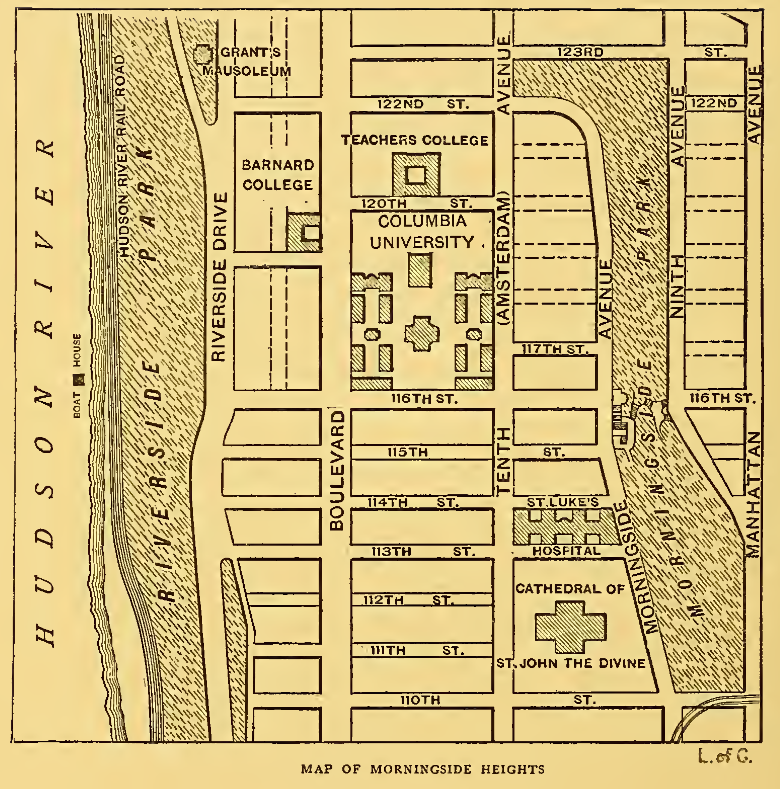 123RD ST.
GRANT'S
MAUSOLEUM
HUDSON RIVER RAIL ROAD
AVENUE
122ND ST.
122ND
AVENUE
AVENUE
TEACHERS COLLEGE
BARNARD
COLLEGE
HUDSON RIVER
RIVERSIDE PARK
RIVERSIDE DRIVE
120TH ST.
COLUMBIA
UNIVERSITY
(AMSTERDAM)
AVENUE
MORNINGSIDE PARK
NINTH
117TH ST.
BOAT HOUSE
116TH ST.
116TH ST.
BOULEVARD
TENTH
115TH ST.
MANHATTAN
114TH ST.
ST. LUKE'S
HOSPITAL
113TH ST.
MORNINGSIDE
CATHEDRAL OF
ST. JOHN THE DIVINE
112TH ST.
111TH ST.
110TH ST.
L. of C.
MAP OF MORNINGSIDE HEIGHTS